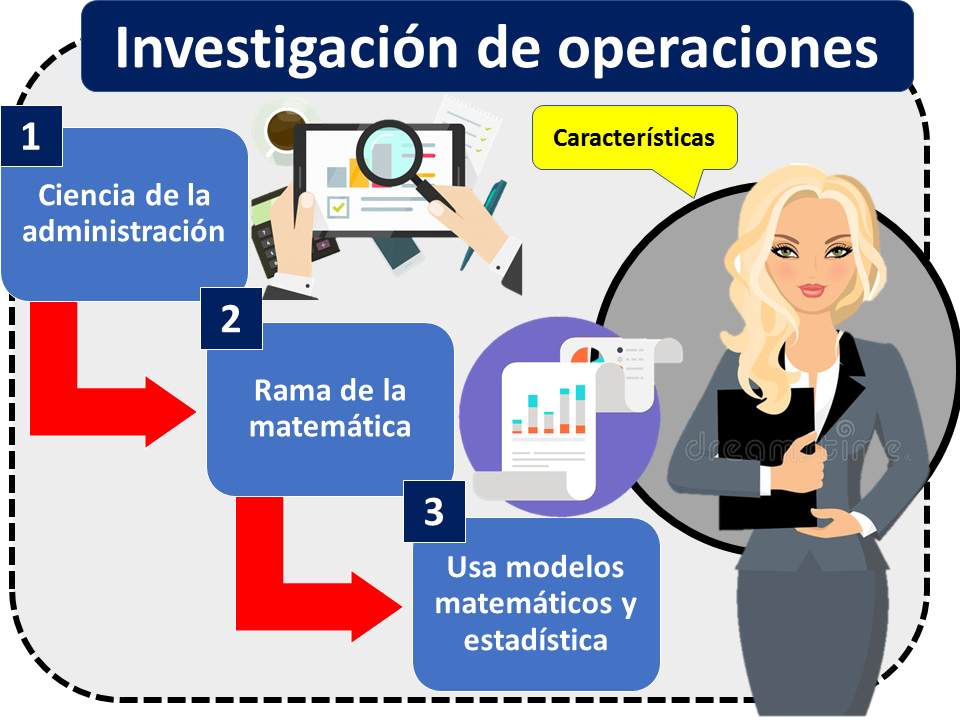 Investigación de operaciones
Características
1
Ciencia de la
administración
2
Rama de la
matemática
3
Usa modelos
matemáticos y
estadística
dreamstime.